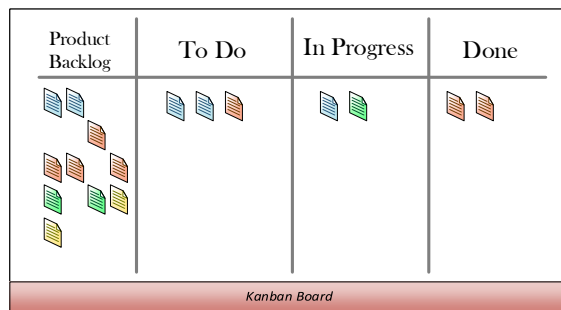 Product
Backlog
To Do
In Progress
Done
Kanban Board